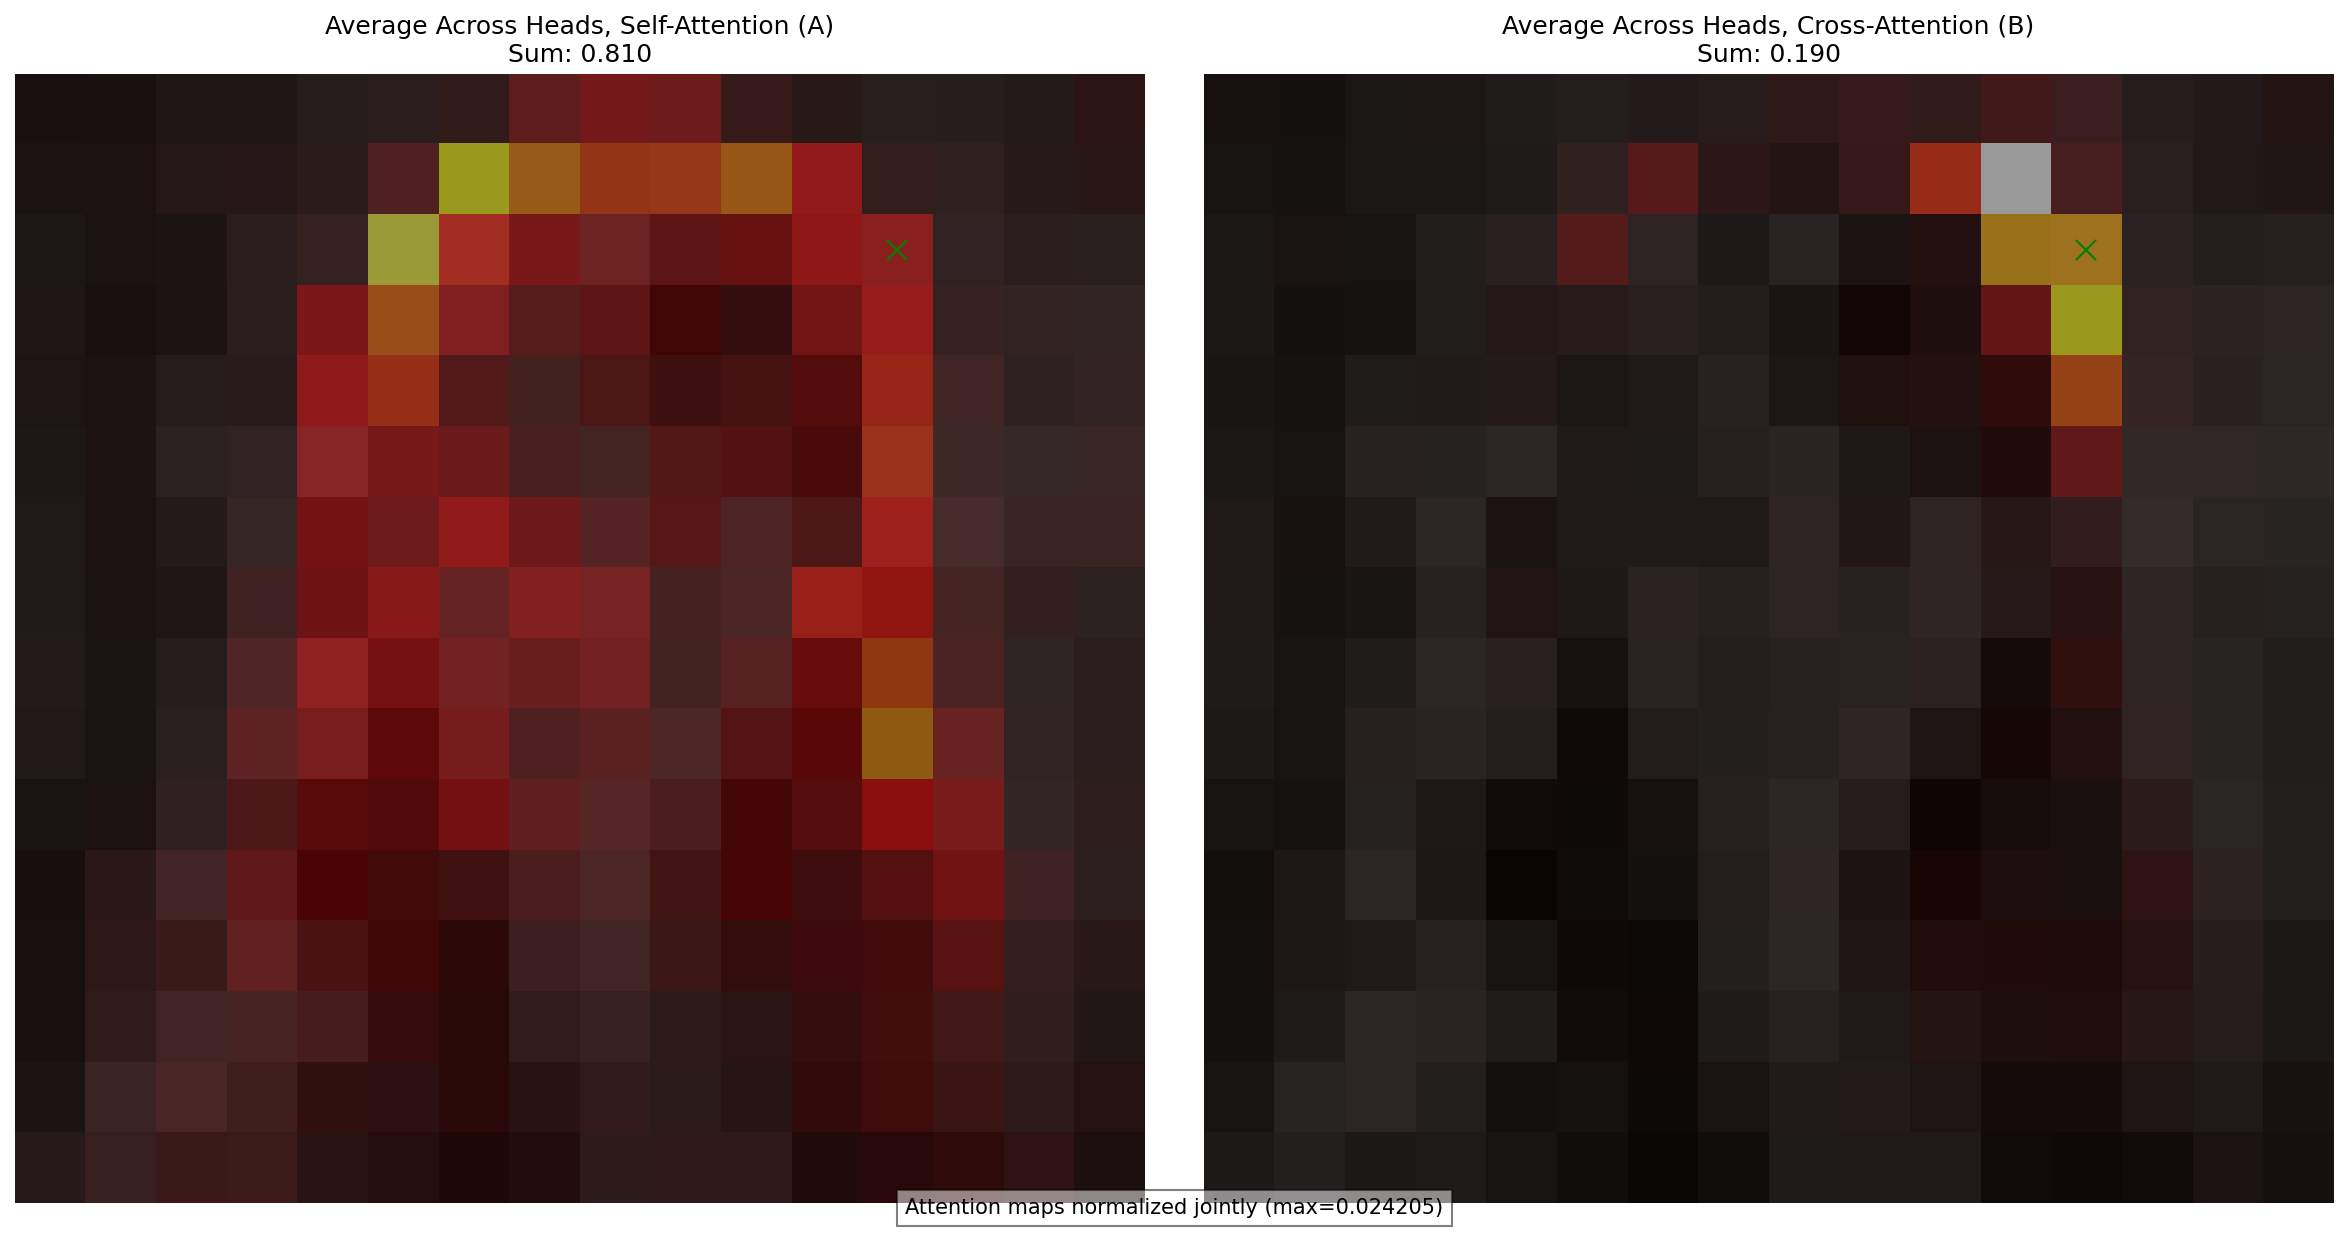 Average Across Heads, Self-Attention (A)
Sum: 0.810
Average Across Heads, Cross-Attention (B)
Sum: 0.190
Attention maps normalized jointly (max=0.024205)